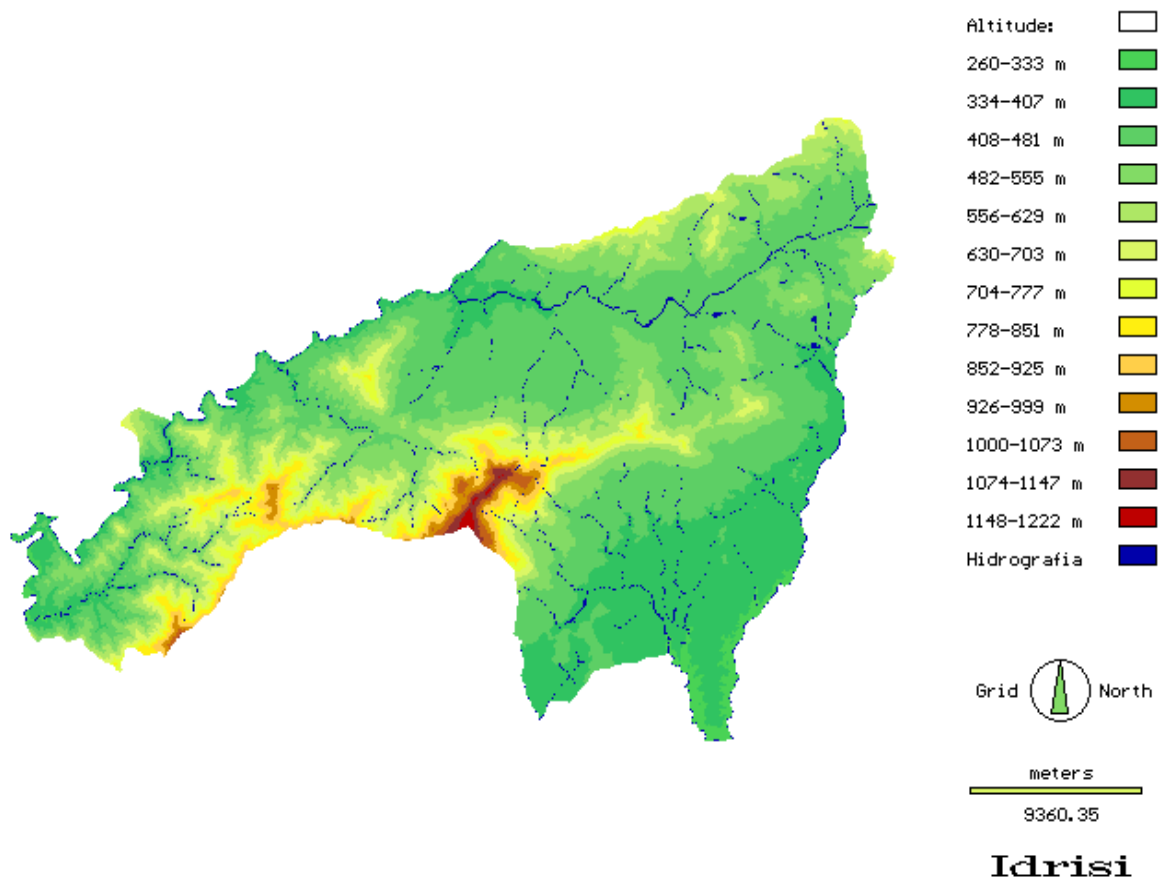 Altitude:
260-333 m
334-407 m
408-481 m
482-555 m
556-629 m
630-703 m
704-777 m
778-851 m
852-925 m
926-999 m
1000-1073 m
1074-1147 m
1148-1222 m
Hidrografia
Grid North
meters
9360.35
Idrisi